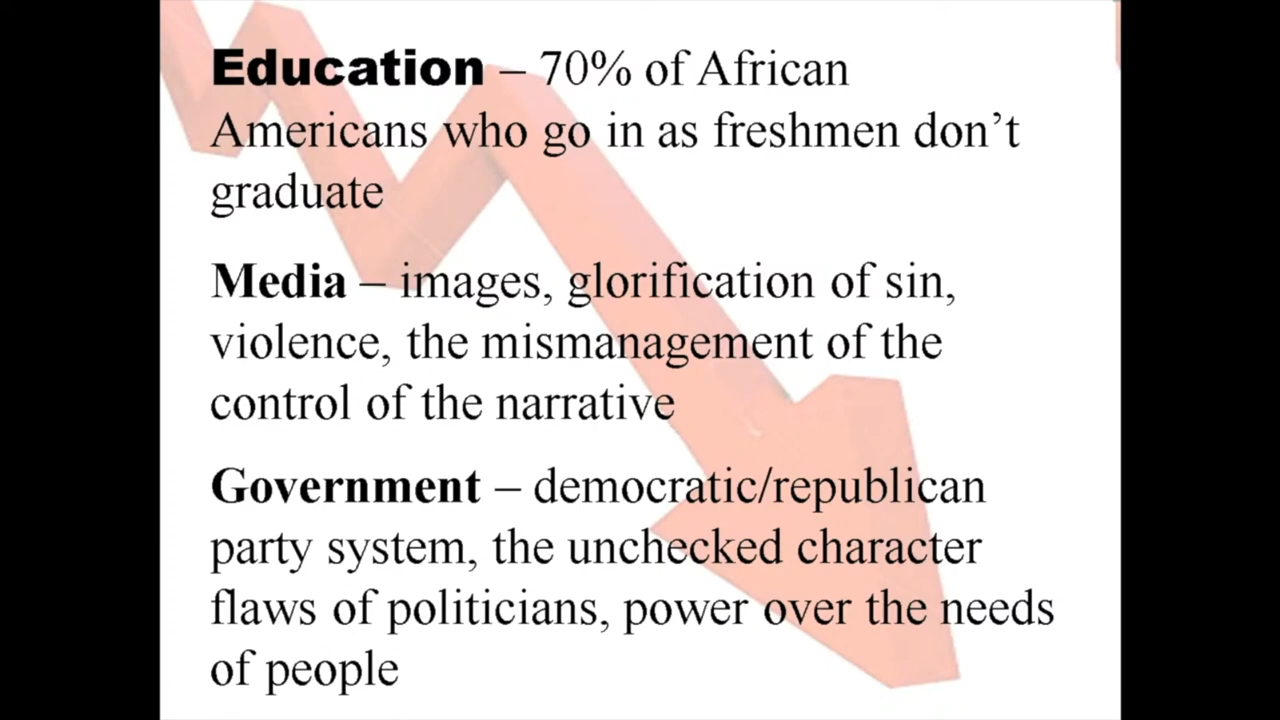 Education – 70% of African
Americans who go in as freshmen don’t
graduate
Media – images, glorification of sin,
violence, the mismanagement of the
control of the narrative
Government – democratic/republican
party system, the unchecked character
flaws of politicians, power over the needs
of people